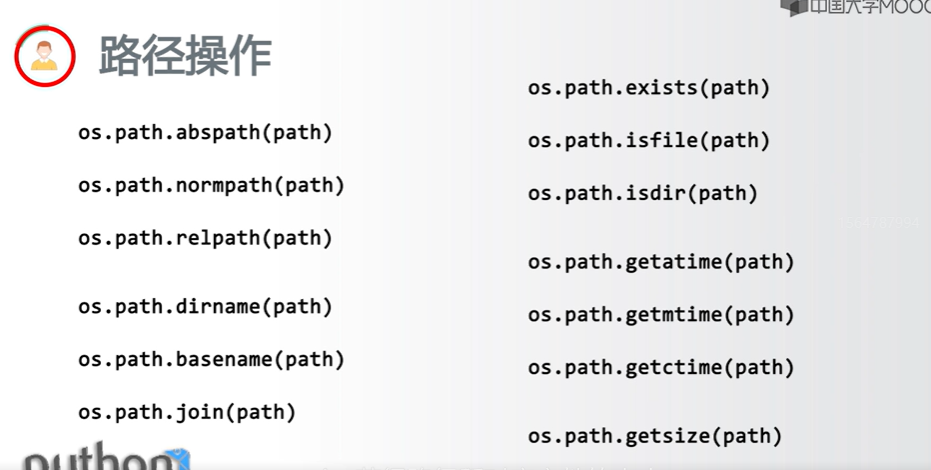 中国大学MOOC
路径操作
os.path.abspath(path)
os.path.normpath(path)
os.path.relpath(path)
os.path.dirname(path)
os.path.basename(path)
os.path.join(path)
os.path.exists(path)
os.path.isfile(path)
os.path.isdir(path)
os.path.getatime(path)
os.path.getmtime(path)
os.path.getctime(path)
os.path.getsize(path)
python